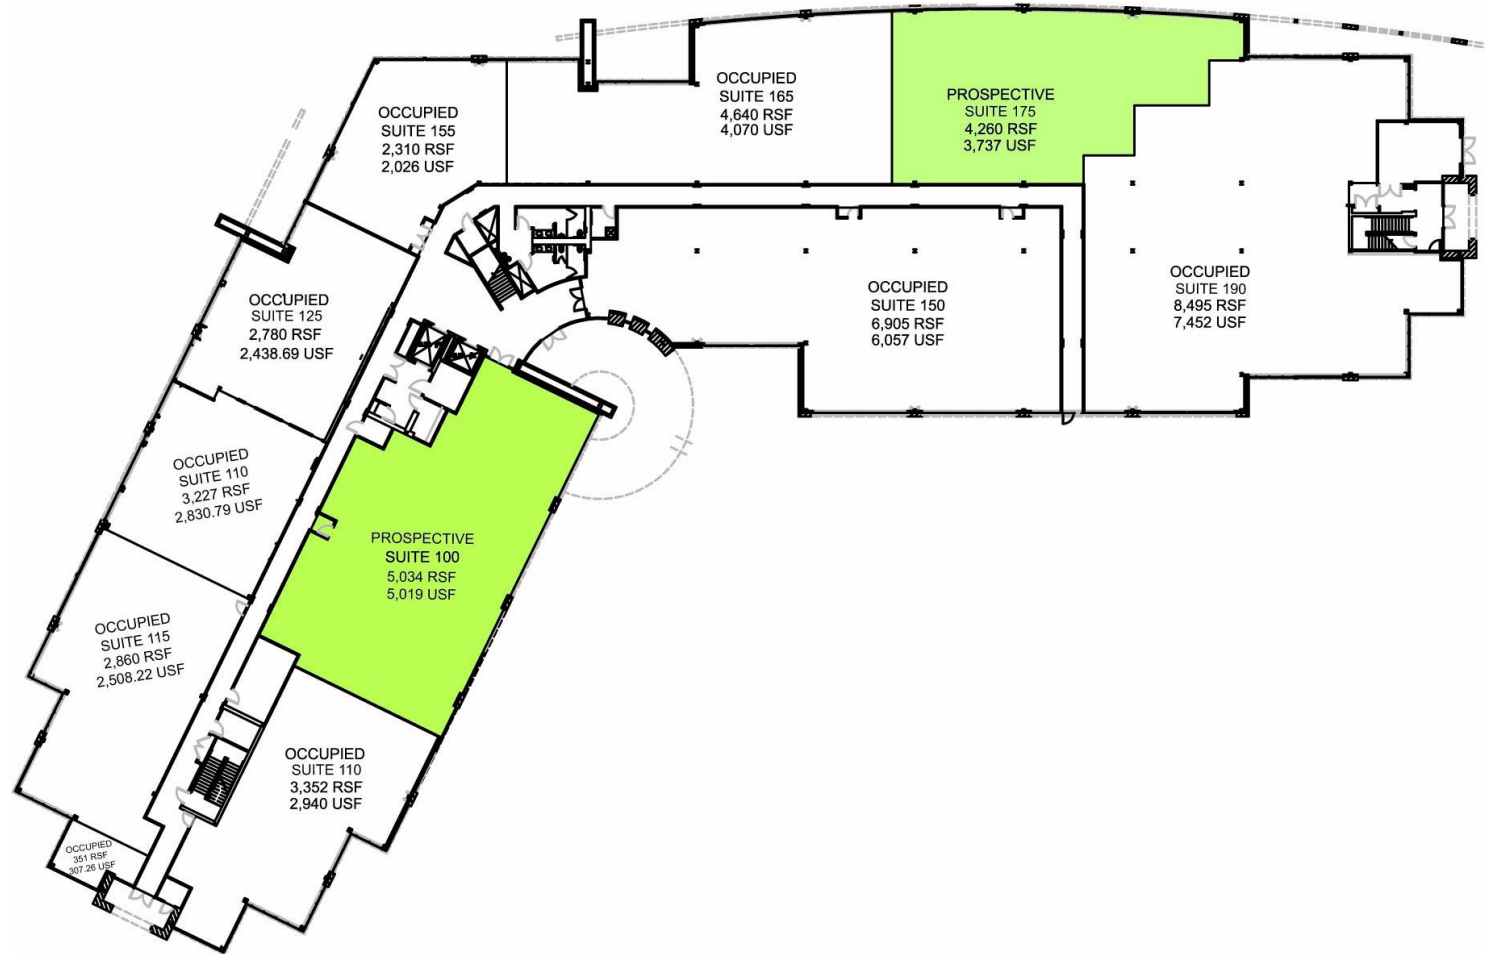 OCCUPIED
SUITE 155
2,310 RSF
2,026 USF
OCCUPIED
SUITE 165
4,640 RSF
4,070 USF
PROSPECTIVE
SUITE 175
4,260 RSF
3,737 USF
OCCUPIED
SUITE 125
2,780 RSF
2,438.69 USF
OCCUPIED
SUITE 150
6,905 RSF
6,057 USF
OCCUPIED
SUITE 190
8,495 RSF
7,452 USF
OCCUPIED
SUITE 110
3,227 RSF
2,830.79 USF
PROSPECTIVE
SUITE 100
5,034 RSF
5,019 USF
OCCUPIED
SUITE 115
2,860 RSF
2,508.22 USF
OCCUPIED
SUITE 110
3,352 RSF
2,940 USF
OCCUPIED
351 RSF
307.26 USF